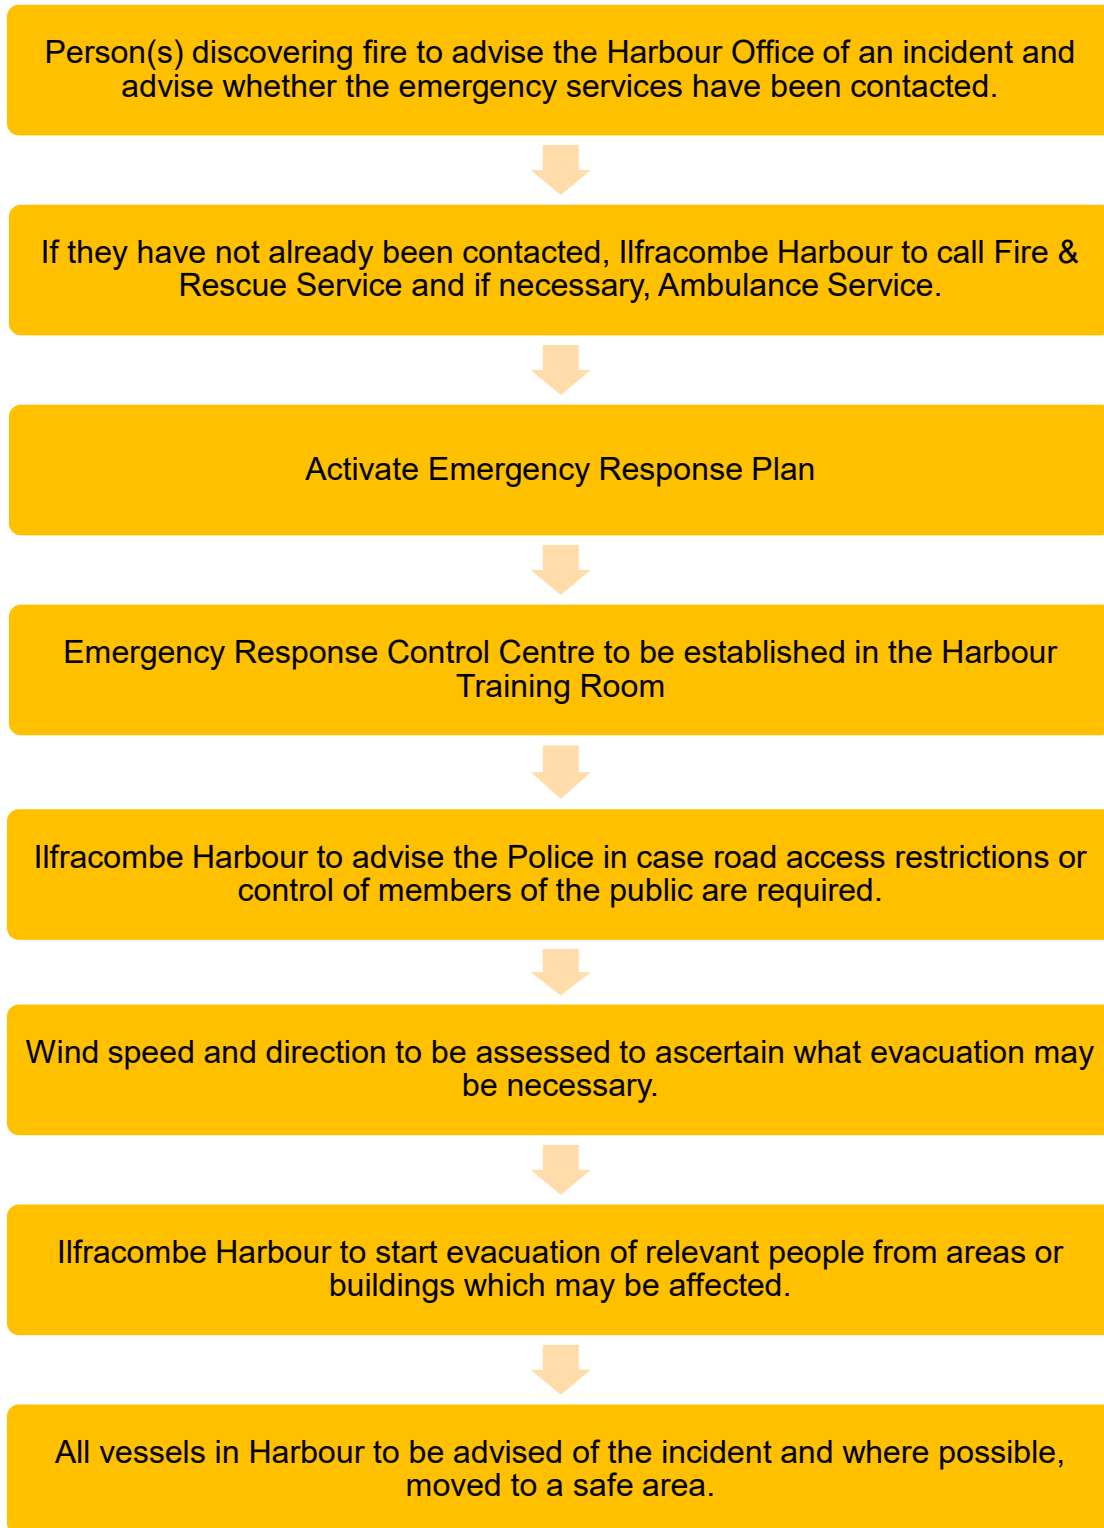 Person(s) discovering fire to advise the Harbour Office of an incident and
advise whether the emergency services have been contacted.
If they have not already been contacted, Ilfracombe Harbour to call Fire &
Rescue Service and if necessary, Ambulance Service.
Activate Emergency Response Plan
Emergency Response Control Centre to be established in the Harbour
Training Room
Ilfracombe Harbour to advise the Police in case road access restrictions or
control of members of the public are required.
Wind speed and direction to be assessed to ascertain what evacuation may
be necessary.
Ilfracombe Harbour to start evacuation of relevant people from areas or
buildings which may be affected.
All vessels in Harbour to be advised of the incident and where possible,
moved to a safe area.